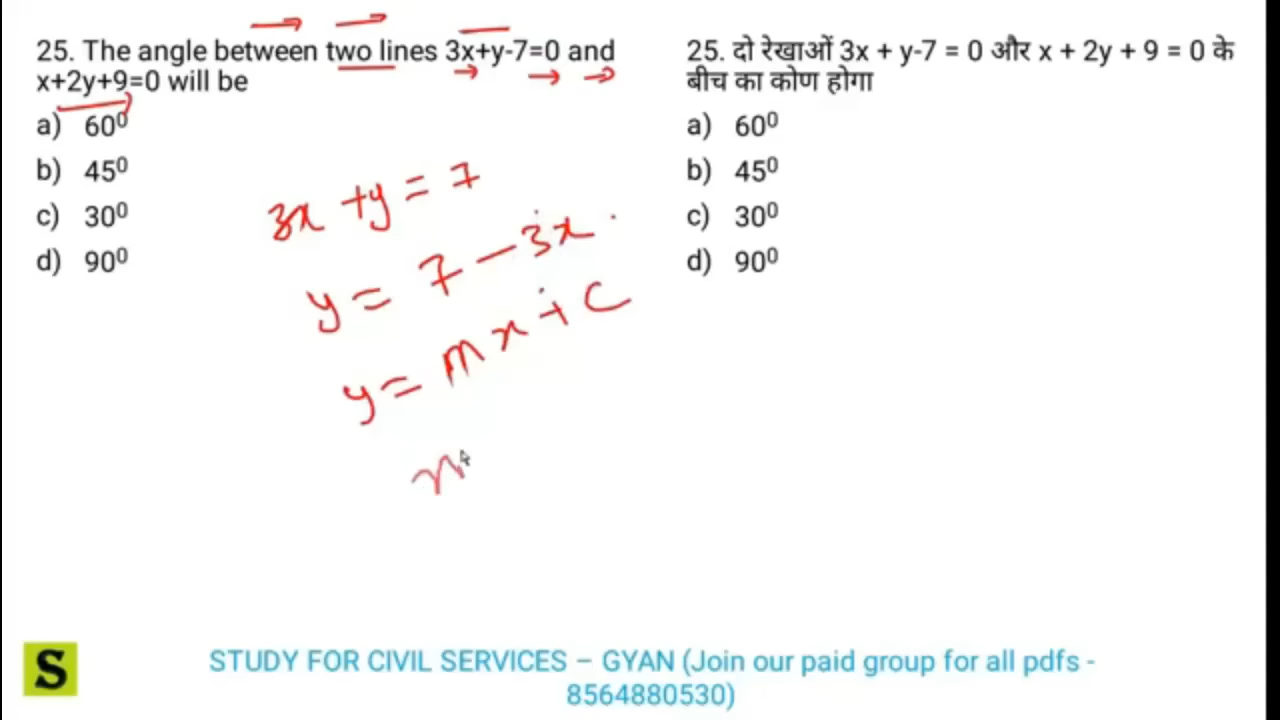 25. The angle between two lines 3x+y-7=0 and
x+2y+9=0 will be
a) 60⁰
b) 45⁰
c) 30⁰
d) 90⁰
25. दो रेखाओं 3x + y-7 = 0 और x + 2y + 9 = 0 के
बीच का कोण होगा
a) 60⁰
b) 45⁰
c) 30⁰
d) 90⁰
3x + y = 7
y = 7 - 3x
y = mx + c
m
S
STUDY FOR CIVIL SERVICES – GYAN (Join our paid group for all pdfs -
8564880530)